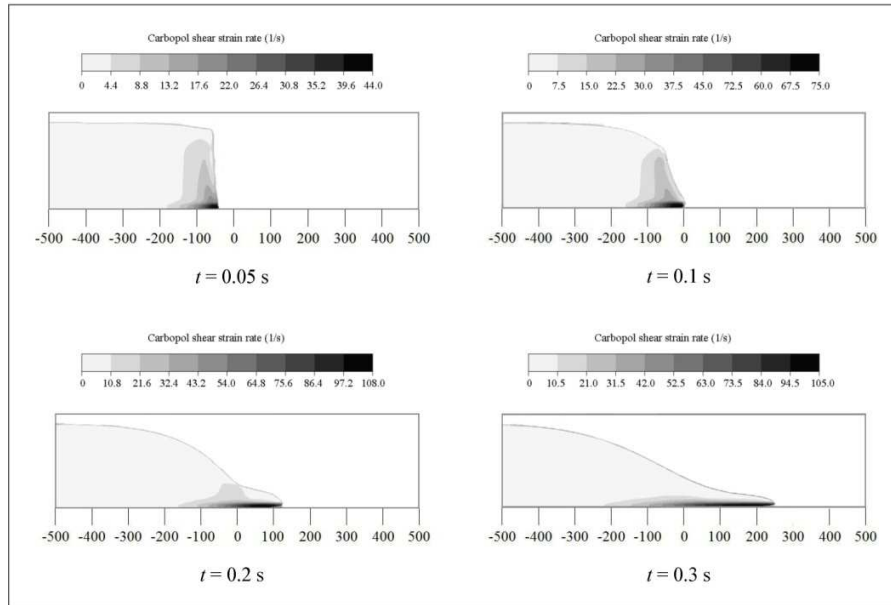 Carbopol shear strain rate (1/s)
0 4.4 8.8 13.2 17.6 22.0 26.4 30.8 35.2 39.6 44.0
-500 -400 -300 -200 -100 0 100 200 300 400 500
t = 0.05 s
Carbopol shear strain rate (1/s)
0 7.5 15.0 22.5 30.0 37.5 45.0 72.5 60.0 67.5 75.0
-500 -400 -300 -200 -100 0 100 200 300 400 500
t = 0.1 s
Carbopol shear strain rate (1/s)
0 10.8 21.6 32.4 43.2 54.0 64.8 75.6 86.4 97.2 108.0
-500 -400 -300 -200 -100 0 100 200 300 400 500
t = 0.2 s
Carbopol shear strain rate (1/s)
0 10.5 21.0 31.5 42.0 52.5 63.0 73.5 84.0 94.5 105.0
-500 -400 -300 -200 -100 0 100 200 300 400 500
t = 0.3 s